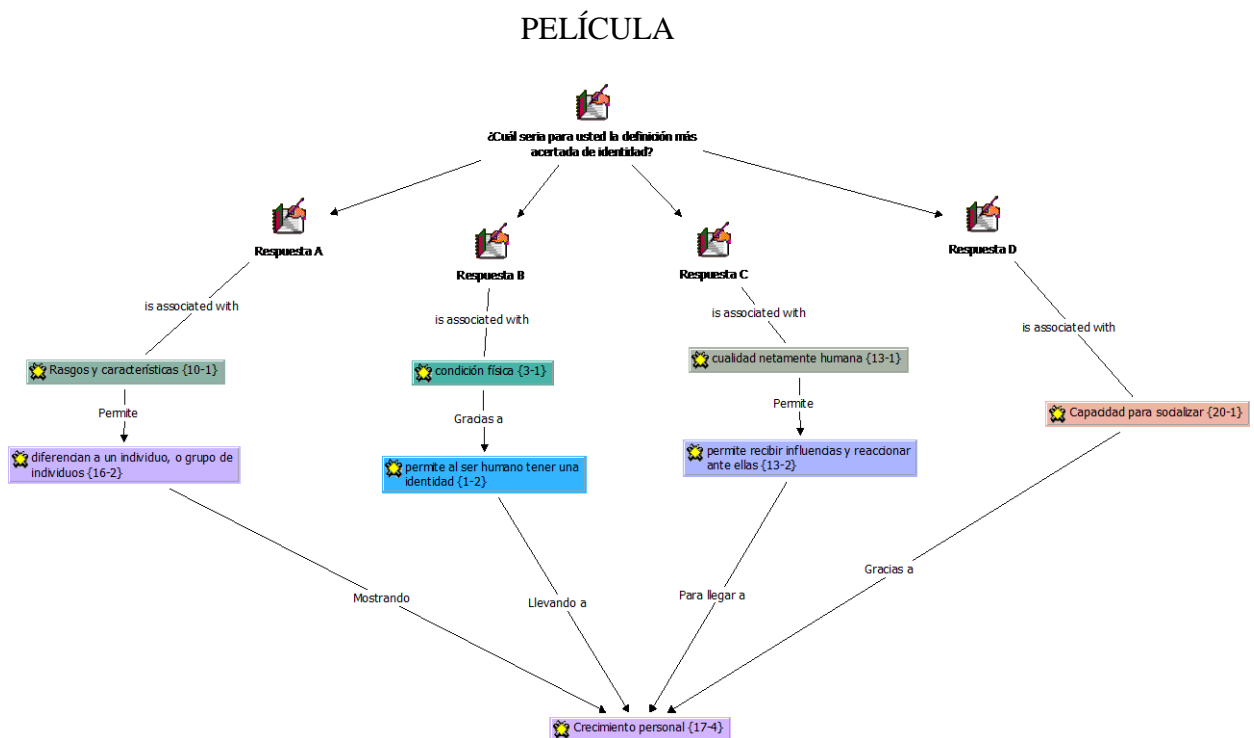 PELÍCULA
¿Cuál seria para usted la definición más
acertada de identidad?
Respuesta A
Respuesta B
Respuesta C
Respuesta D
is associated with
is associated with
is associated with
is associated with
Rasgos y características {10-1}
condición física {3-1}
cualidad netamente humana {13-1}
Capacidad para socializar {20-1}
Permite
Gracias a
Permite
diferencian a un individuo, o grupo de
individuos {16-2}
permite al ser humano tener una
identidad {1-2}
permite recibir influencias y reaccionar
ante ellas {13-2}
Mostrando
Llevando a
Para llegar a
Gracias a
Crecimiento personal {17-4}